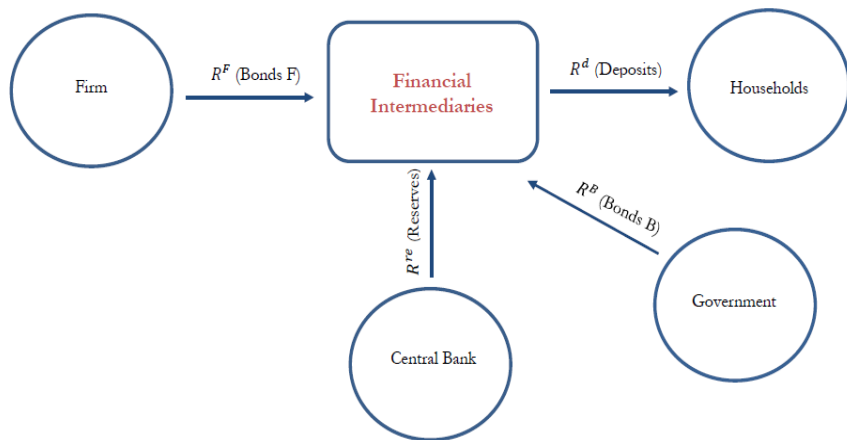 Firm
R^F (Bonds F)
Financial
Intermediaries
R^d (Deposits)
Households
R^re (Reserves)
R^B (Bonds B)
Government
Central Bank